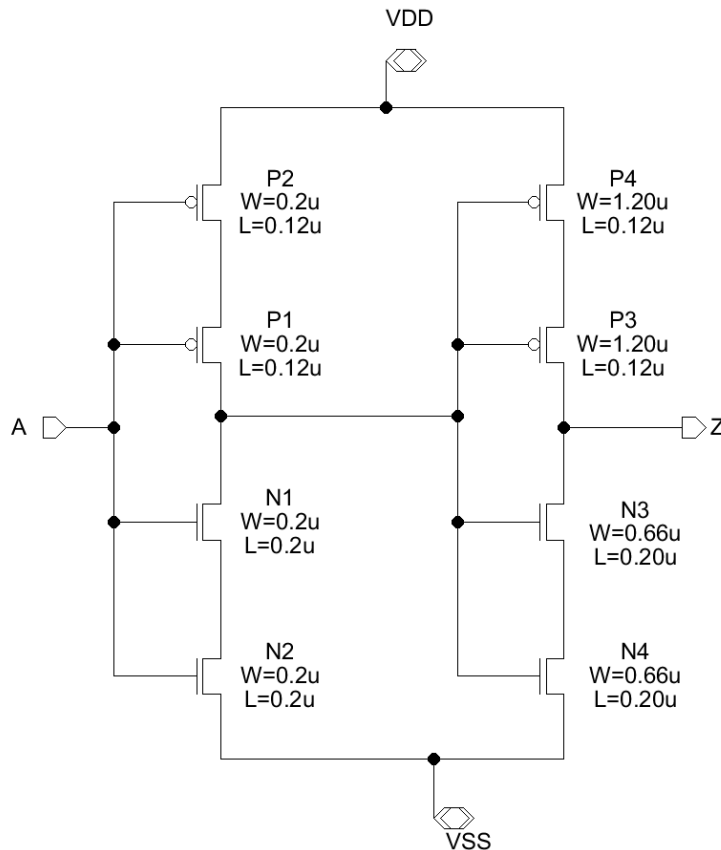 VDD
P2
W=0.2u
L=0.12u
P4
W=1.20u
L=0.12u
P1
W=0.2u
L=0.12u
P3
W=1.20u
L=0.12u
A
Z
N1
W=0.2u
L=0.2u
N3
W=0.66u
L=0.20u
N2
W=0.2u
L=0.2u
N4
W=0.66u
L=0.20u
VSS